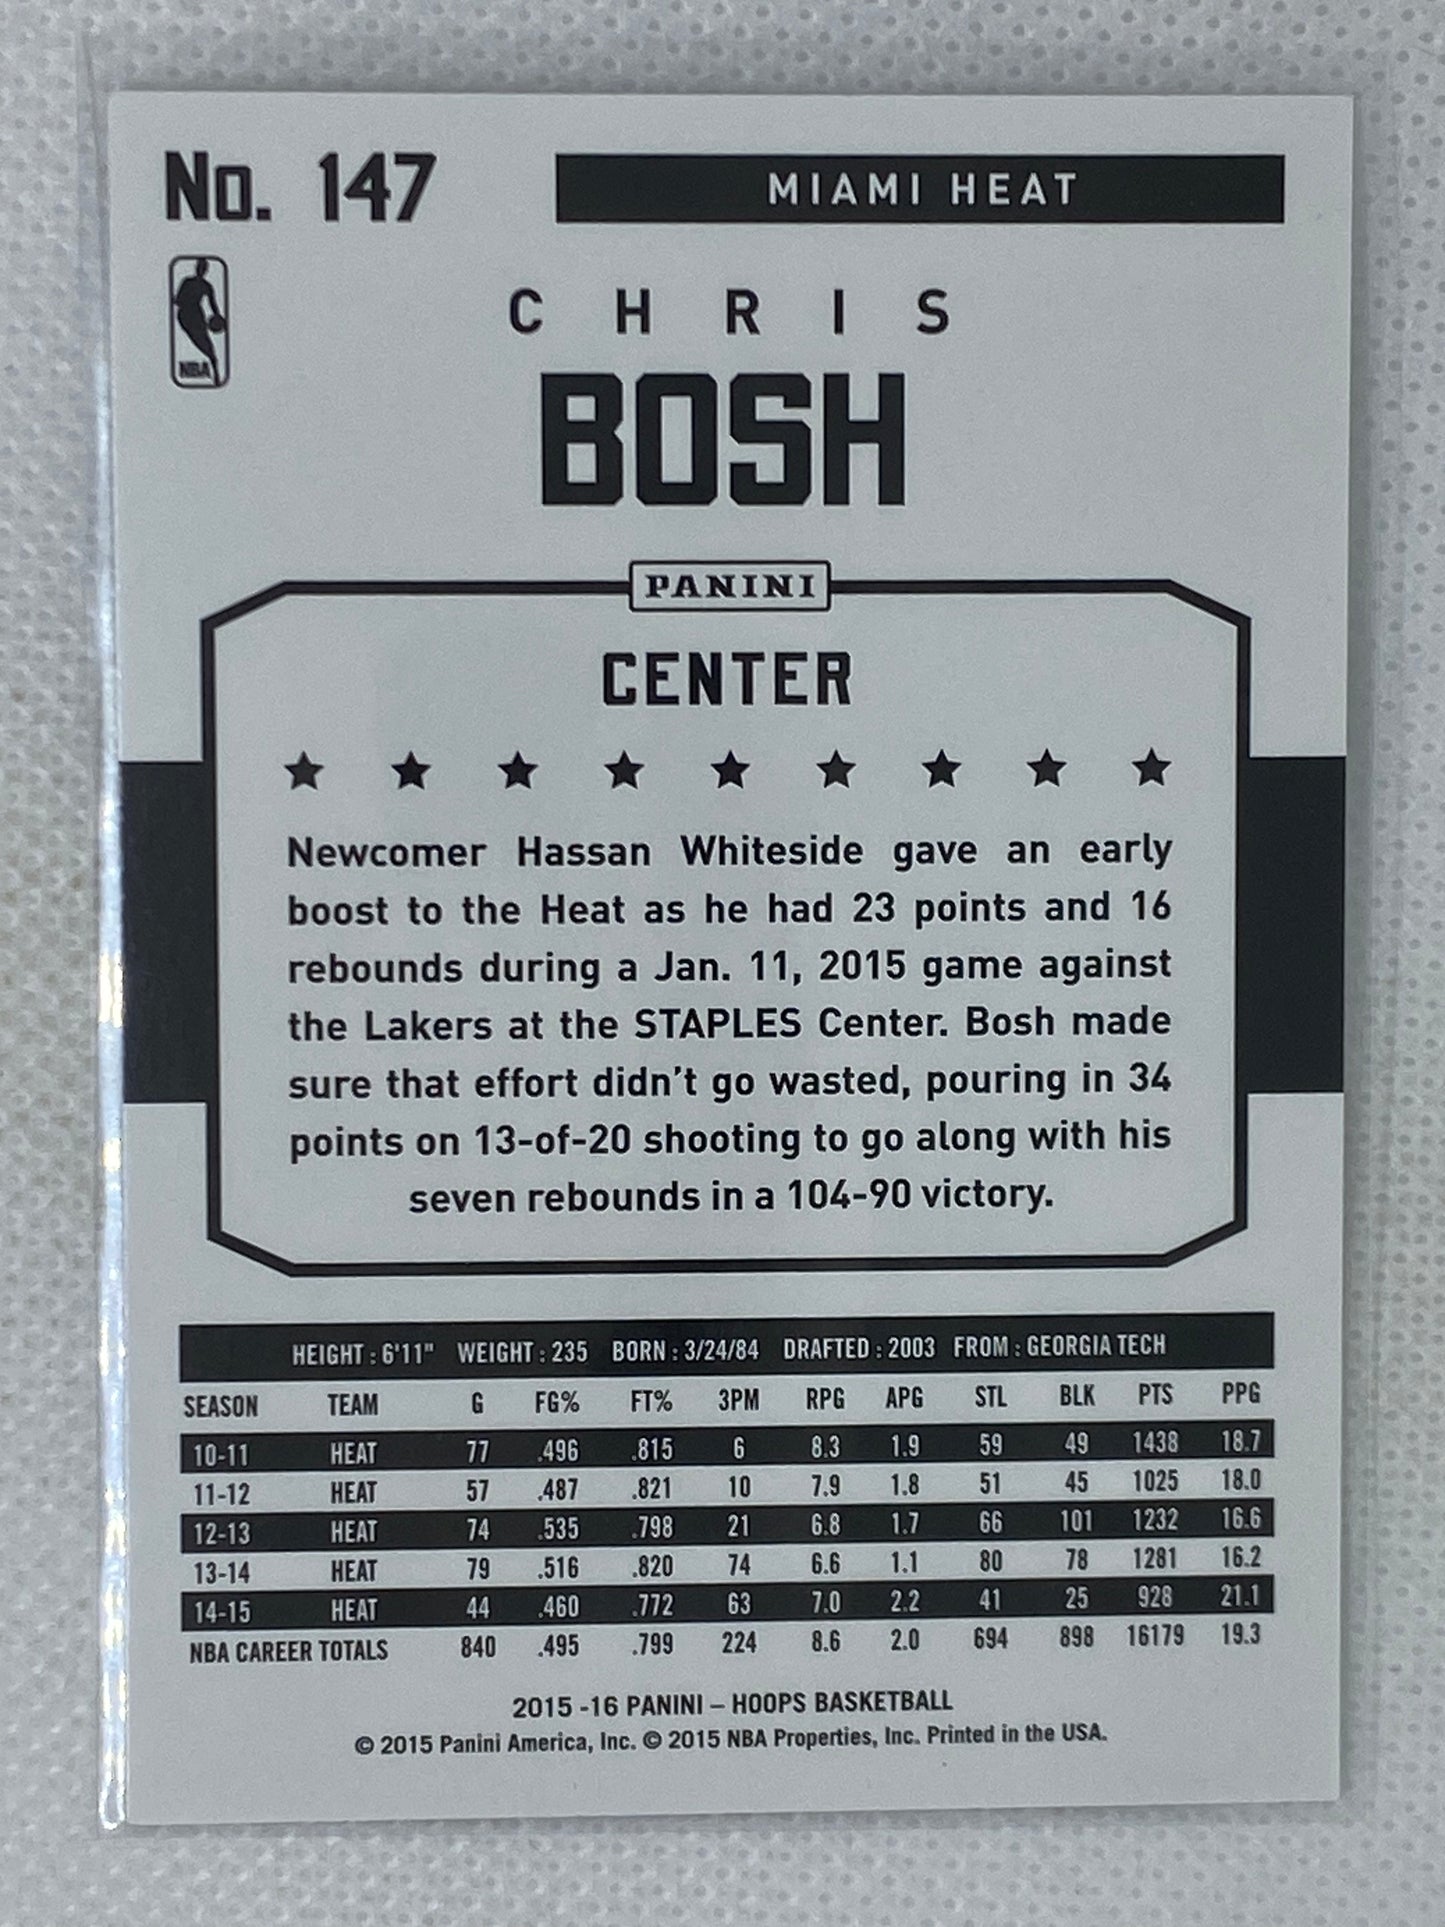 No. 147
MIAMI HEAT
NBA
CHRIS
BOSH
PANINI
CENTER
Newcomer Hassan Whiteside gave an early
boost to the Heat as he had 23 points and 16
rebounds during a Jan. 11, 2015 game against
the Lakers at the STAPLES Center. Bosh made
sure that effort didn't go wasted, pouring in 34
points on 13-of-20 shooting to go along with his
seven rebounds in a 104-90 victory.
HEIGHT : 6'11" WEIGHT : 235 BORN : 3/24/84 DRAFTED : 2003 FROM : GEORGIA TECH
SEASON TEAM G FG% FT% 3PM RPG APG STL BLK PTS PPG
10-11 HEAT 77 .496 .815 6 8.3 1.9 59 49 1438 18.7
11-12 HEAT 57 .487 .821 10 7.9 1.8 51 45 1025 18.0
12-13 HEAT 74 .535 .798 21 6.8 1.7 66 101 1232 16.6
13-14 HEAT 79 .516 .820 74 6.6 1.1 80 78 1281 16.2
14-15 HEAT 44 .460 .772 63 7.0 2.2 41 25 928 21.1
NBA CAREER TOTALS 840 .495 .799 224 8.6 2.0 694 898 16179 19.3
2015 -16 PANINI – HOOPS BASKETBALL
© 2015 Panini America, Inc. © 2015 NBA Properties, Inc. Printed in the USA.